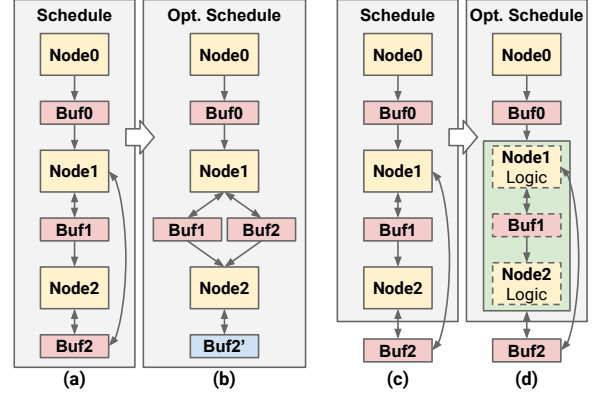 Schedule
Node0
Buf0
Node1
Buf1
Node2
Buf2
(a)
Opt. Schedule
Node0
Buf0
Node1
Buf1
Buf2
Node2
Buf2'
(b)
Schedule
Node0
Buf0
Node1
Buf1
Node2
Buf2
(c)
Opt. Schedule
Node0
Buf0
Node1
Logic
Buf1
Node2
Logic
Buf2
(d)